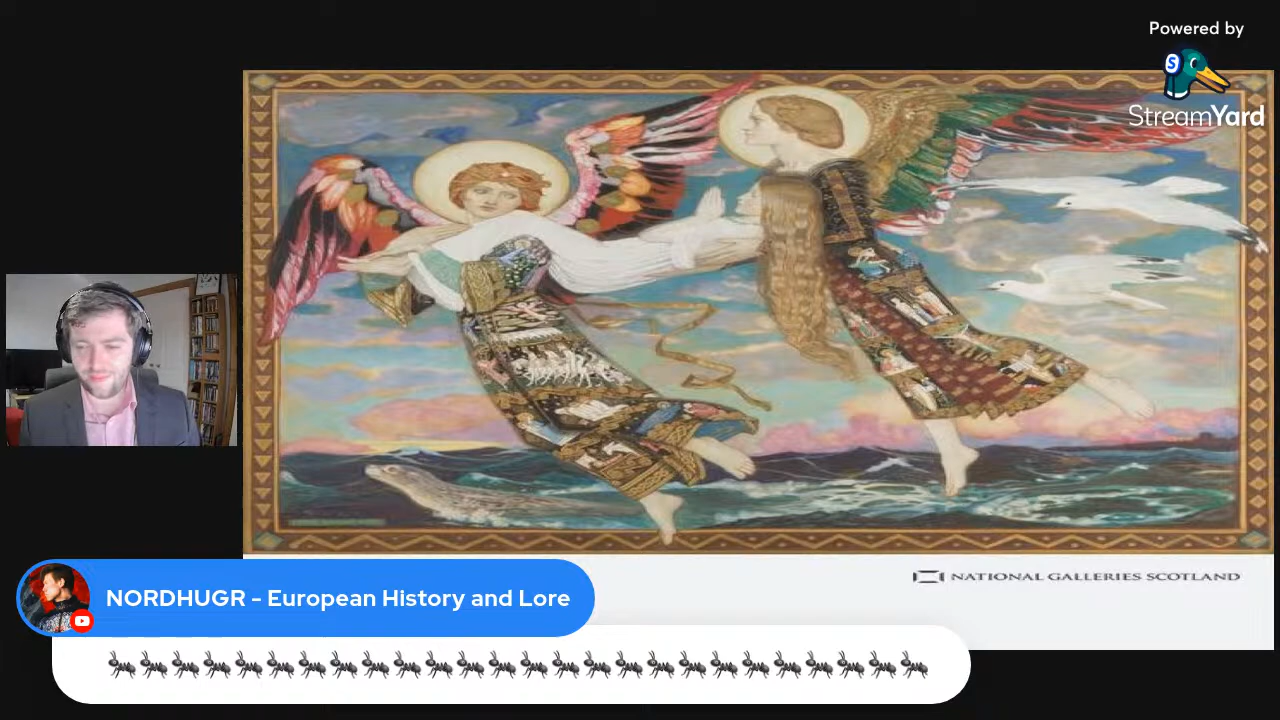 Powered by
StreamYard
NATIONAL GALLERIES SCOTLAND
NORDHUGR - European History and Lore
🐜🐜🐜🐜🐜🐜🐜🐜🐜🐜🐜🐜🐜🐜🐜🐜🐜🐜🐜🐜🐜🐜🐜🐜🐜🐜